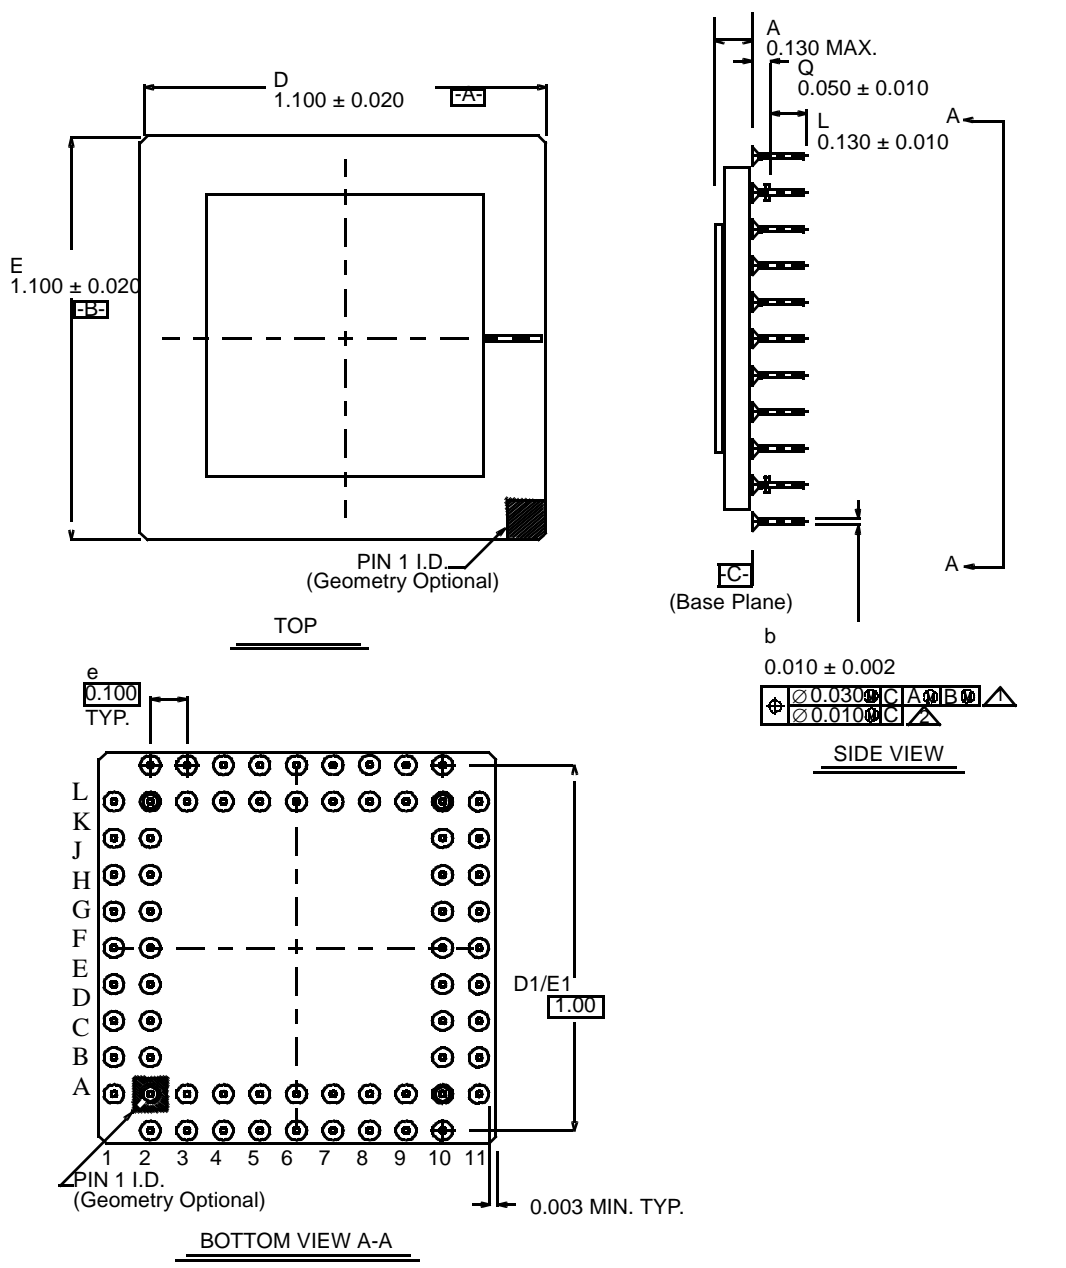 D
1.100 ± 0.020
-A-
E
1.100 ± 0.020
-B-
PIN 1 I.D.
(Geometry Optional)
TOP
A
0.130 MAX.
Q
0.050 ± 0.010
L
0.130 ± 0.010
A
A
-C-
(Base Plane)
b
0.010 ± 0.002
⌖ ∅ 0.030 Ⓜ C A Ⓜ B Ⓜ 1
∅ 0.010 Ⓜ C 2
SIDE VIEW
e
0.100
TYP.
L
K
J
H
G
F
E
D
C
B
A
D1/E1
1.00
1 2 3 4 5 6 7 8 9 10 11
PIN 1 I.D.
(Geometry Optional)
0.003 MIN. TYP.
BOTTOM VIEW A-A